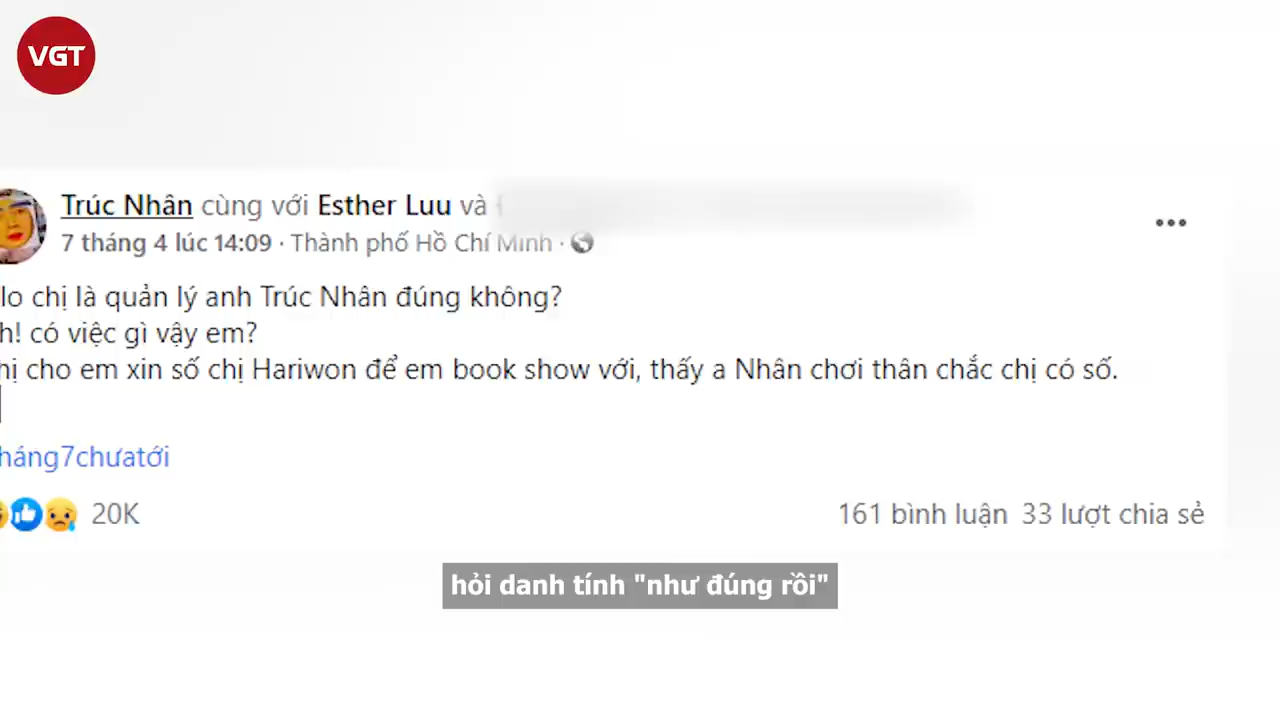 VGT
Trúc Nhân cùng với Esther Luu và
7 tháng 4 lúc 14:09 · Thành phố Hồ Chí Minh ·
lo chị là quản lý anh Trúc Nhân đúng không?
h! có việc gì vậy em?
hị cho em xin số chị Hariwon để em book show với, thấy a Nhân chơi thân chắc chị có số.
háng7chưatới
20K
161 bình luận 33 lượt chia sẻ
hỏi danh tính "như đúng rồi"